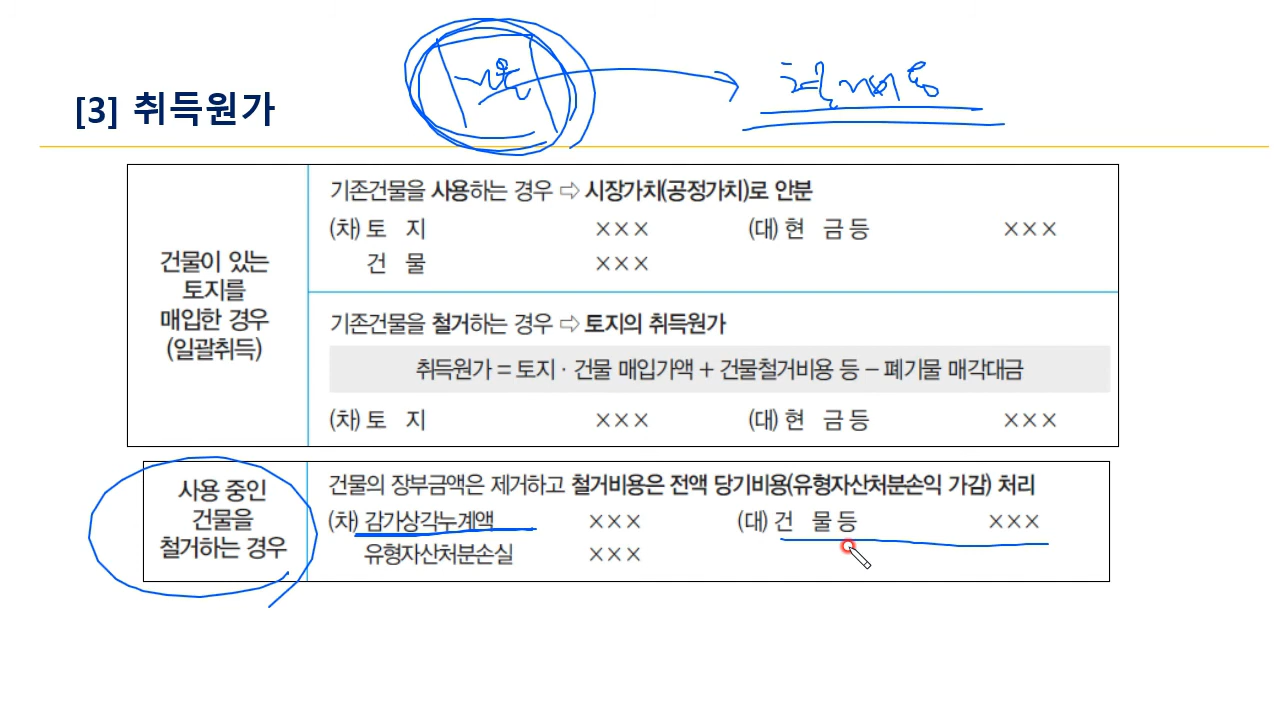 [3] 취득원가
건물이 있는
토지를
매입한 경우
(일괄취득)
기존건물을 사용하는 경우 ⇨ 시장가치(공정가치)로 안분
(차) 토 지 ××× (대) 현 금 등 ×××
건 물 ×××
기존건물을 철거하는 경우 ⇨ 토지의 취득원가
취득원가 = 토지 · 건물 매입가액 + 건물철거비용 등 − 폐기물 매각대금
(차) 토 지 ××× (대) 현 금 등 ×××
사용 중인
건물을
철거하는 경우
건물의 장부금액은 제거하고 철거비용은 전액 당기비용(유형자산처분손익 가감) 처리
(차) 감가상각누계액 ××× (대) 건 물 등 ×××
유형자산처분손실 ×××